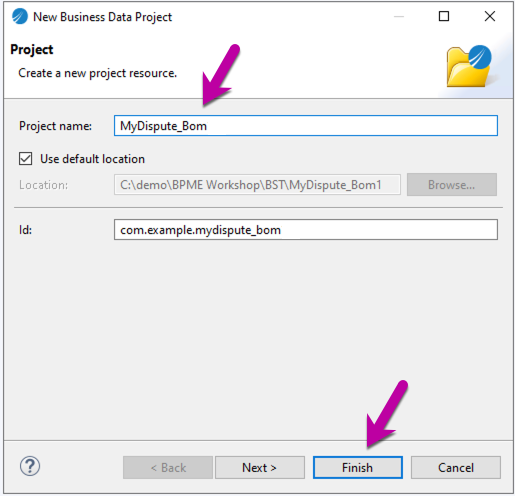 New Business Data Project
Project
Create a new project resource.
Project name: MyDispute_Bom
Use default location
Location: C:\demo\BPME Workshop\BST\MyDispute_Bom1 Browse...
Id: com.example.mydispute_bom
? < Back Next > Finish Cancel